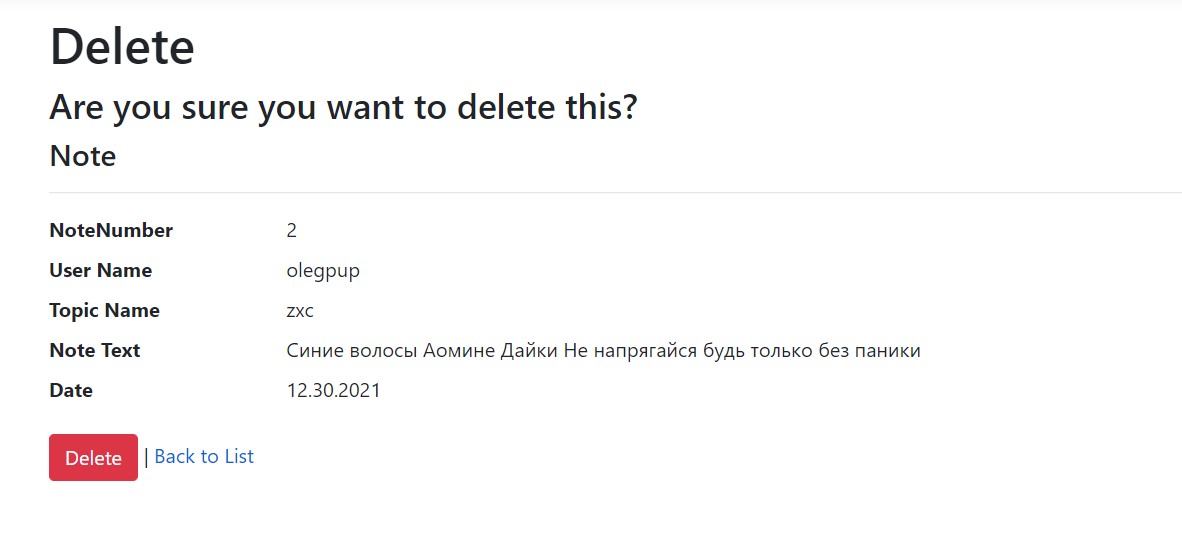 Delete
Are you sure you want to delete this?
Note
NoteNumber 2
User Name olegpup
Topic Name zxc
Note Text Синие волосы Аомине Дайки Не напрягайся будь только без паники
Date 12.30.2021
Delete | Back to List